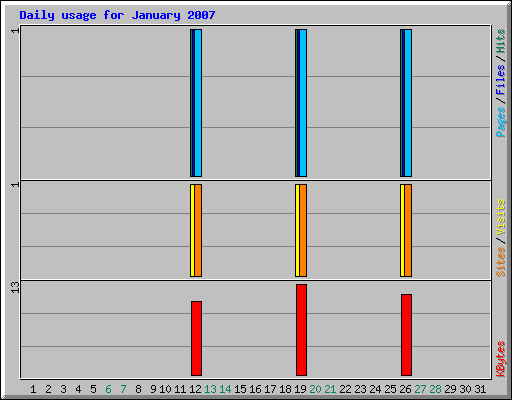 Daily usage for January 2007
1
Pages / Files / Hits
1
Sites / Visits
13
KBytes
1 2 3 4 5 6 7 8 9 10 11 12 13 14 15 16 17 18 19 20 21 22 23 24 25 26 27 28 29 30 31